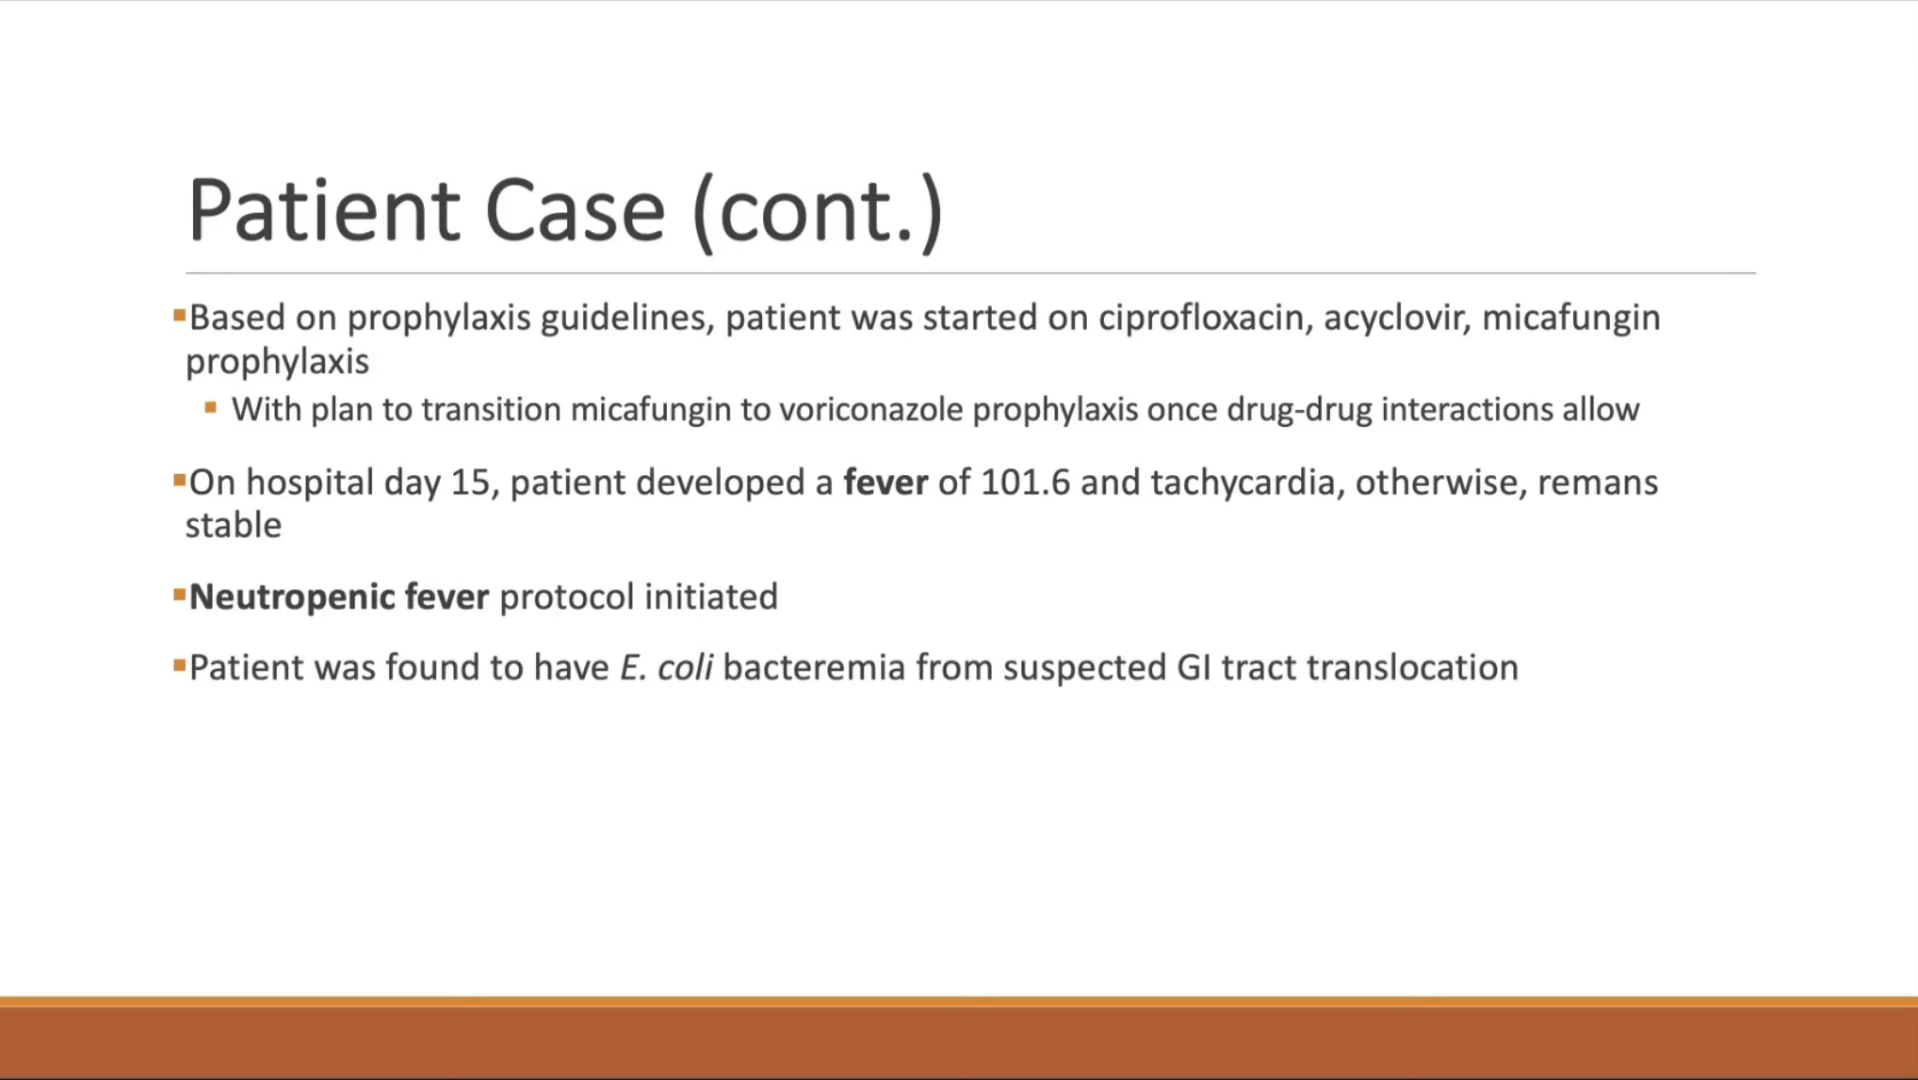 Patient Case (cont.)
▪Based on prophylaxis guidelines, patient was started on ciprofloxacin, acyclovir, micafungin
prophylaxis
▪ With plan to transition micafungin to voriconazole prophylaxis once drug-drug interactions allow
▪On hospital day 15, patient developed a fever of 101.6 and tachycardia, otherwise, remans
stable
▪Neutropenic fever protocol initiated
▪Patient was found to have E. coli bacteremia from suspected GI tract translocation